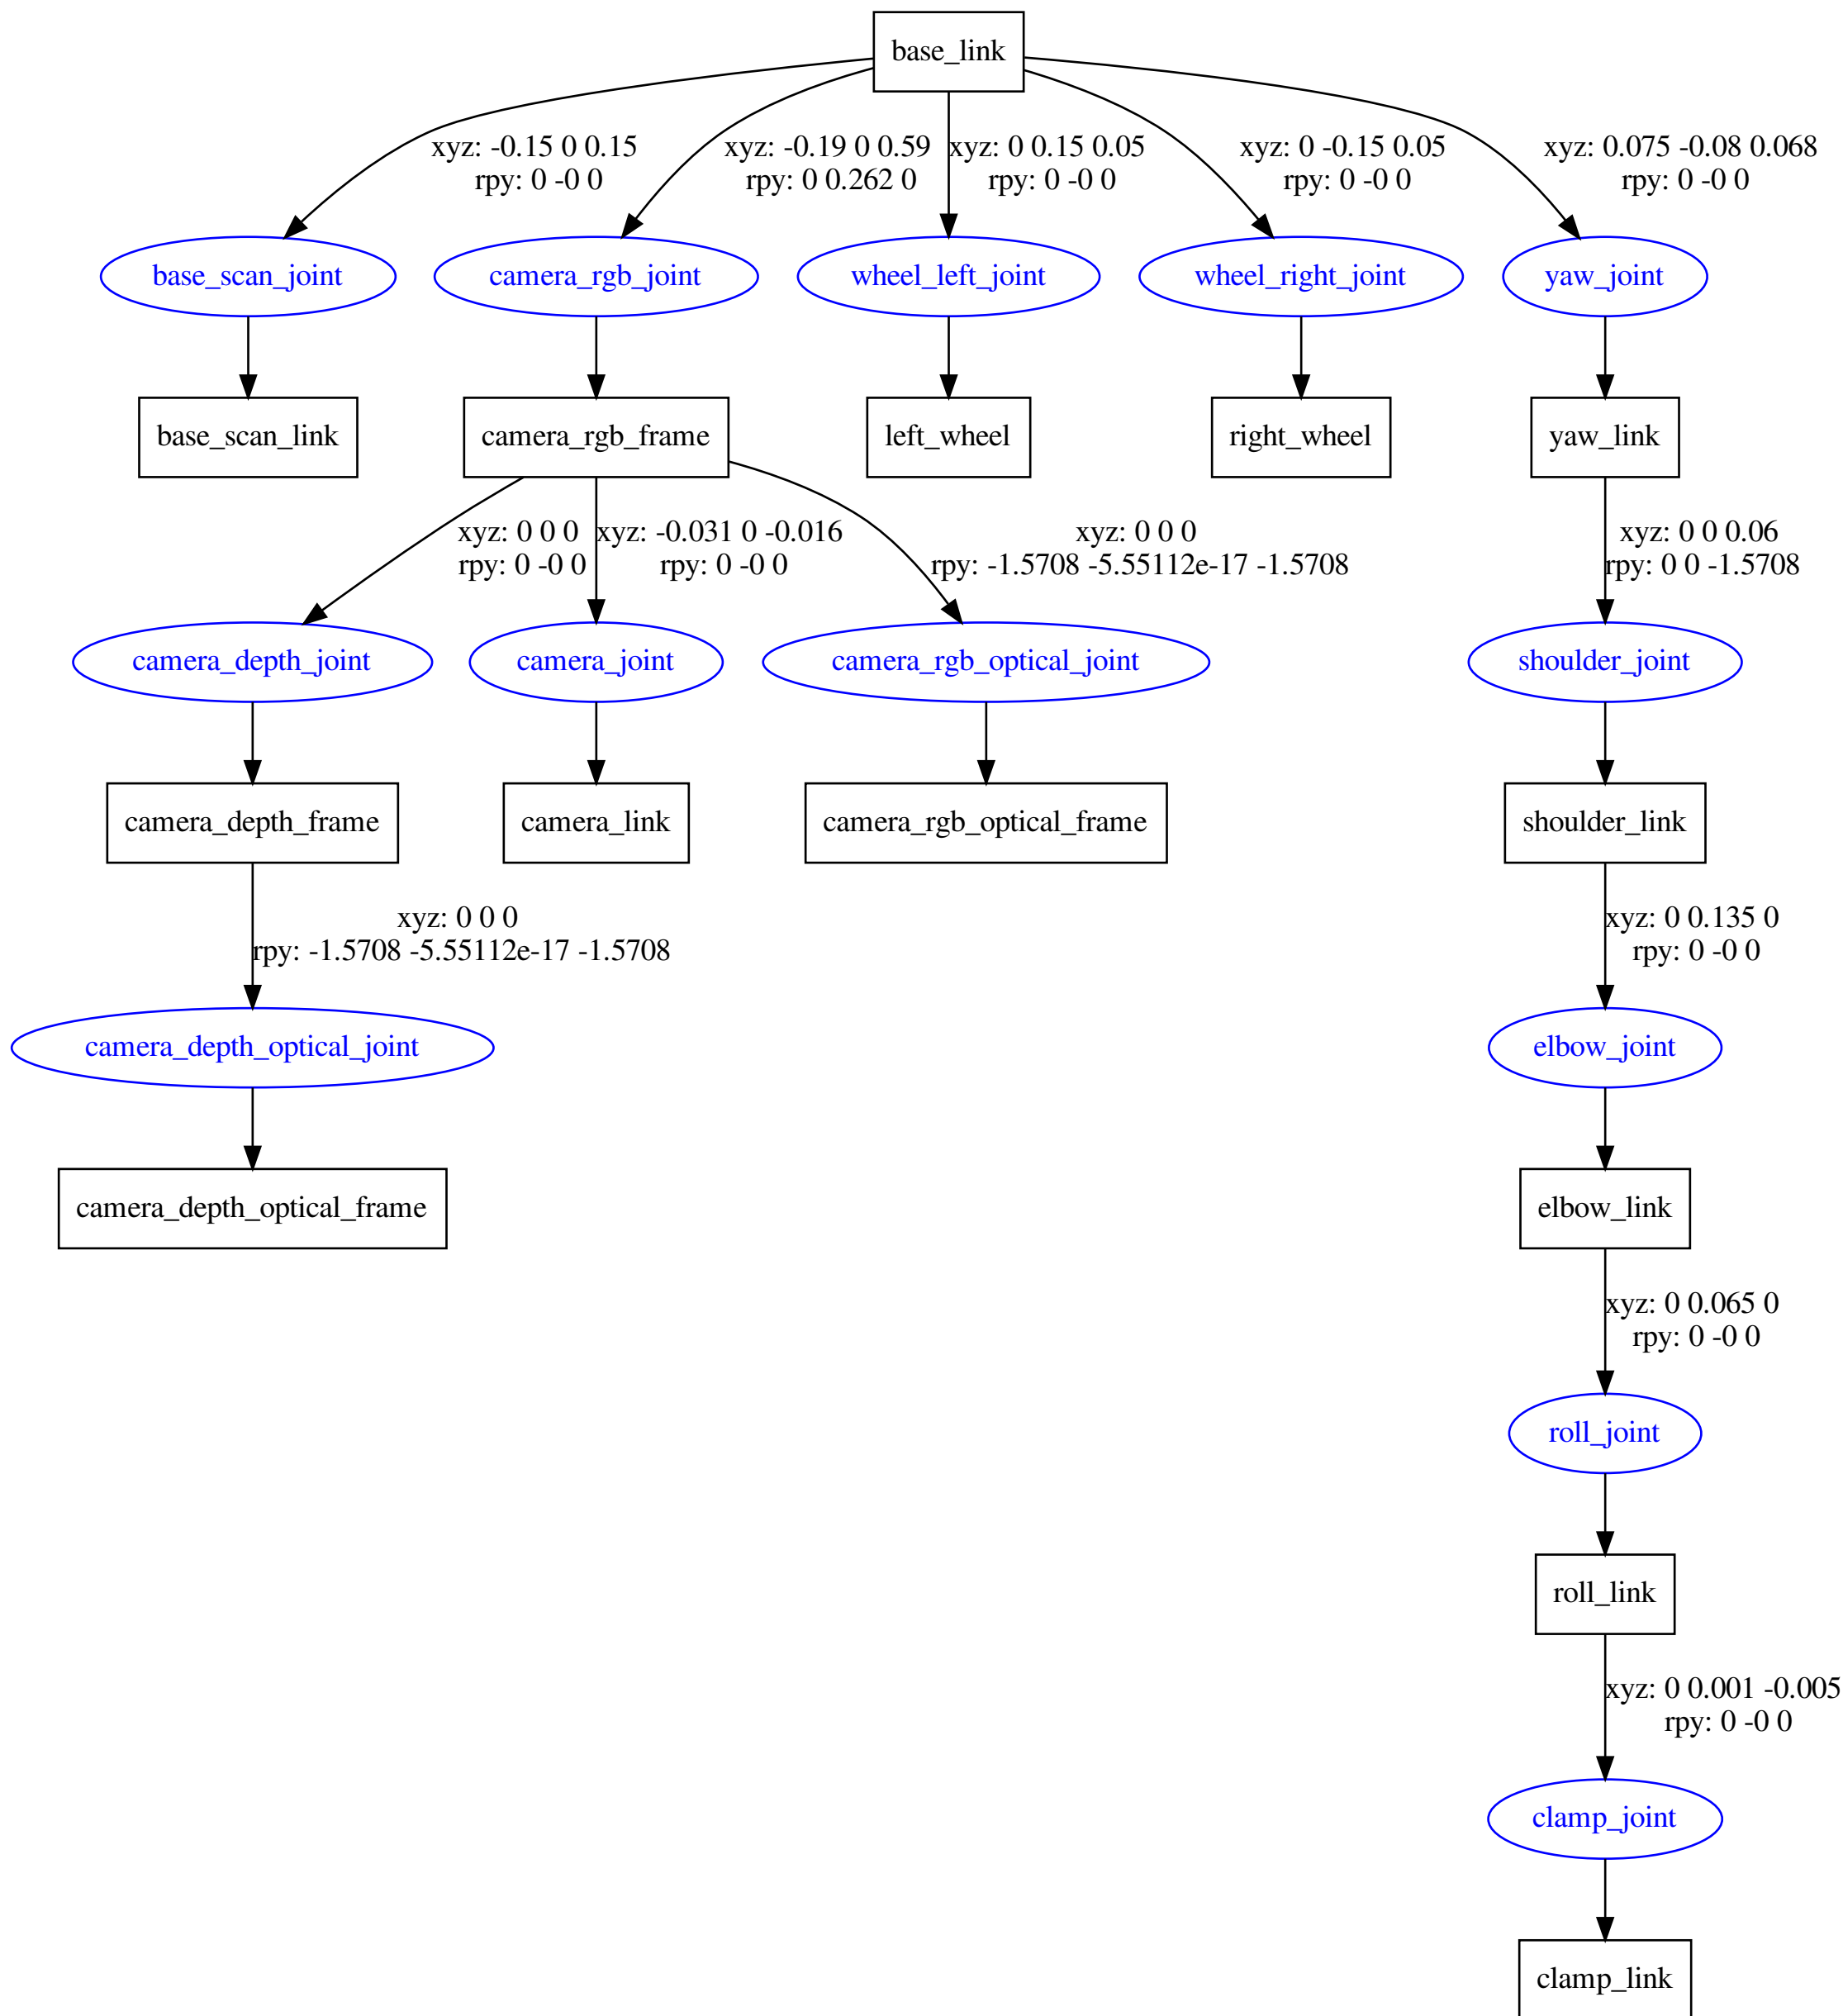 base_link
xyz: -0.15 0 0.15
rpy: 0 -0 0
xyz: -0.19 0 0.59
rpy: 0 0.262 0
xyz: 0 0.15 0.05
rpy: 0 -0 0
xyz: 0 -0.15 0.05
rpy: 0 -0 0
xyz: 0.075 -0.08 0.068
rpy: 0 -0 0
base_scan_joint
camera_rgb_joint
wheel_left_joint
wheel_right_joint
yaw_joint
base_scan_link
camera_rgb_frame
left_wheel
right_wheel
yaw_link
xyz: 0 0 0
rpy: 0 -0 0
xyz: -0.031 0 -0.016
rpy: 0 -0 0
xyz: 0 0 0
rpy: -1.5708 -5.55112e-17 -1.5708
xyz: 0 0 0.06
rpy: 0 0 -1.5708
camera_depth_joint
camera_joint
camera_rgb_optical_joint
shoulder_joint
camera_depth_frame
camera_link
camera_rgb_optical_frame
shoulder_link
xyz: 0 0 0
rpy: -1.5708 -5.55112e-17 -1.5708
xyz: 0 0.135 0
rpy: 0 -0 0
camera_depth_optical_joint
elbow_joint
camera_depth_optical_frame
elbow_link
xyz: 0 0.065 0
rpy: 0 -0 0
roll_joint
roll_link
xyz: 0 0.001 -0.005
rpy: 0 -0 0
clamp_joint
clamp_link